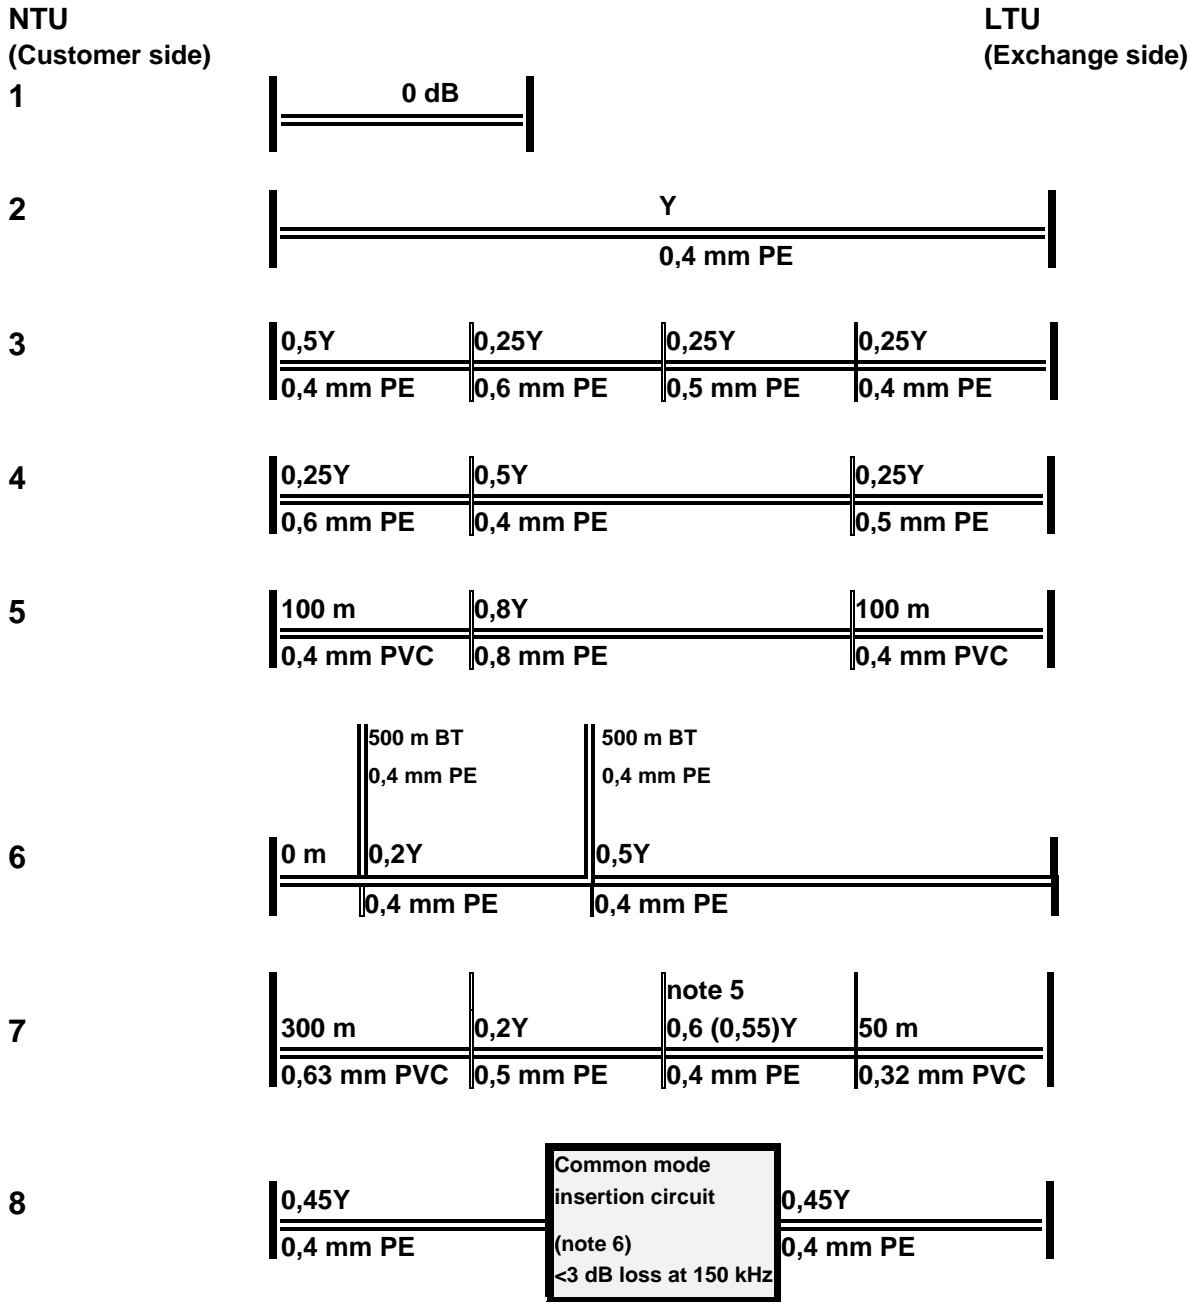 NTU LTU
(Customer side) (Exchange side)
1 0 dB
2 Y
0,4 mm PE
3 0,5Y 0,25Y 0,25Y 0,25Y
0,4 mm PE 0,6 mm PE 0,5 mm PE 0,4 mm PE
4 0,25Y 0,5Y 0,25Y
0,6 mm PE 0,4 mm PE 0,5 mm PE
5 100 m 0,8Y 100 m
0,4 mm PVC 0,8 mm PE 0,4 mm PVC
500 m BT 500 m BT
0,4 mm PE 0,4 mm PE
6 0 m 0,2Y 0,5Y
0,4 mm PE 0,4 mm PE
note 5
7 300 m 0,2Y 0,6 (0,55)Y 50 m
0,63 mm PVC 0,5 mm PE 0,4 mm PE 0,32 mm PVC
Common mode
8 0,45Y insertion circuit 0,45Y
0,4 mm PE (note 6) 0,4 mm PE
<3 dB loss at 150 kHz